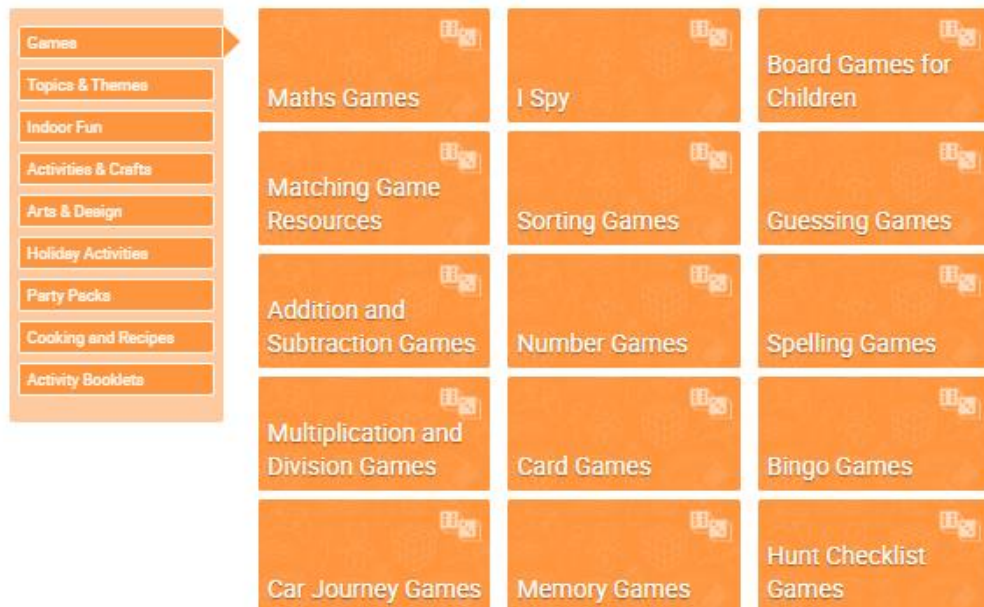 Games
Topics & Themes
Indoor Fun
Activities & Crafts
Arts & Design
Holiday Activities
Party Packs
Cooking and Recipes
Activity Booklets
Maths Games
I Spy
Board Games for
Children
Matching Game
Resources
Sorting Games
Guessing Games
Addition and
Subtraction Games
Number Games
Spelling Games
Multiplication and
Division Games
Card Games
Bingo Games
Car Journey Games
Memory Games
Hunt Checklist
Games